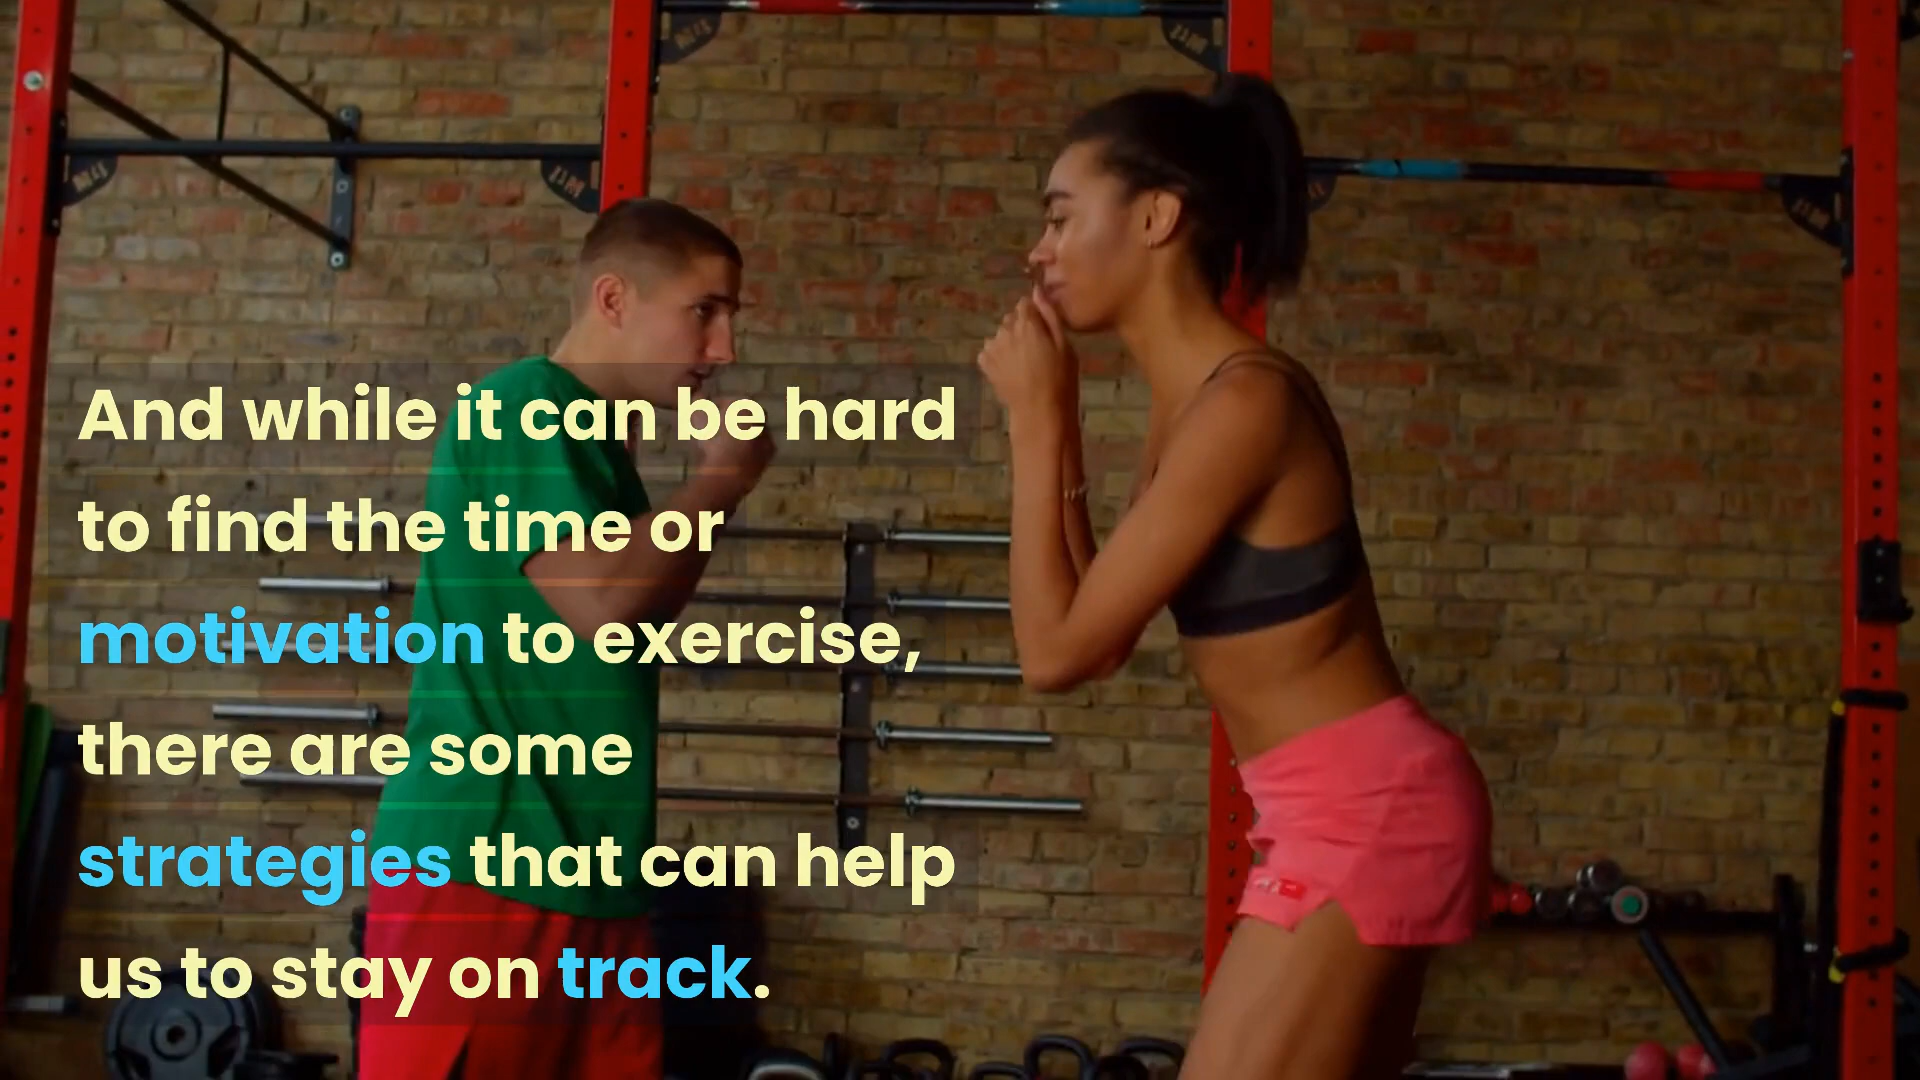 And while it can be hard
to find the time or
motivation to exercise,
there are some
strategies that can help
us to stay on track.